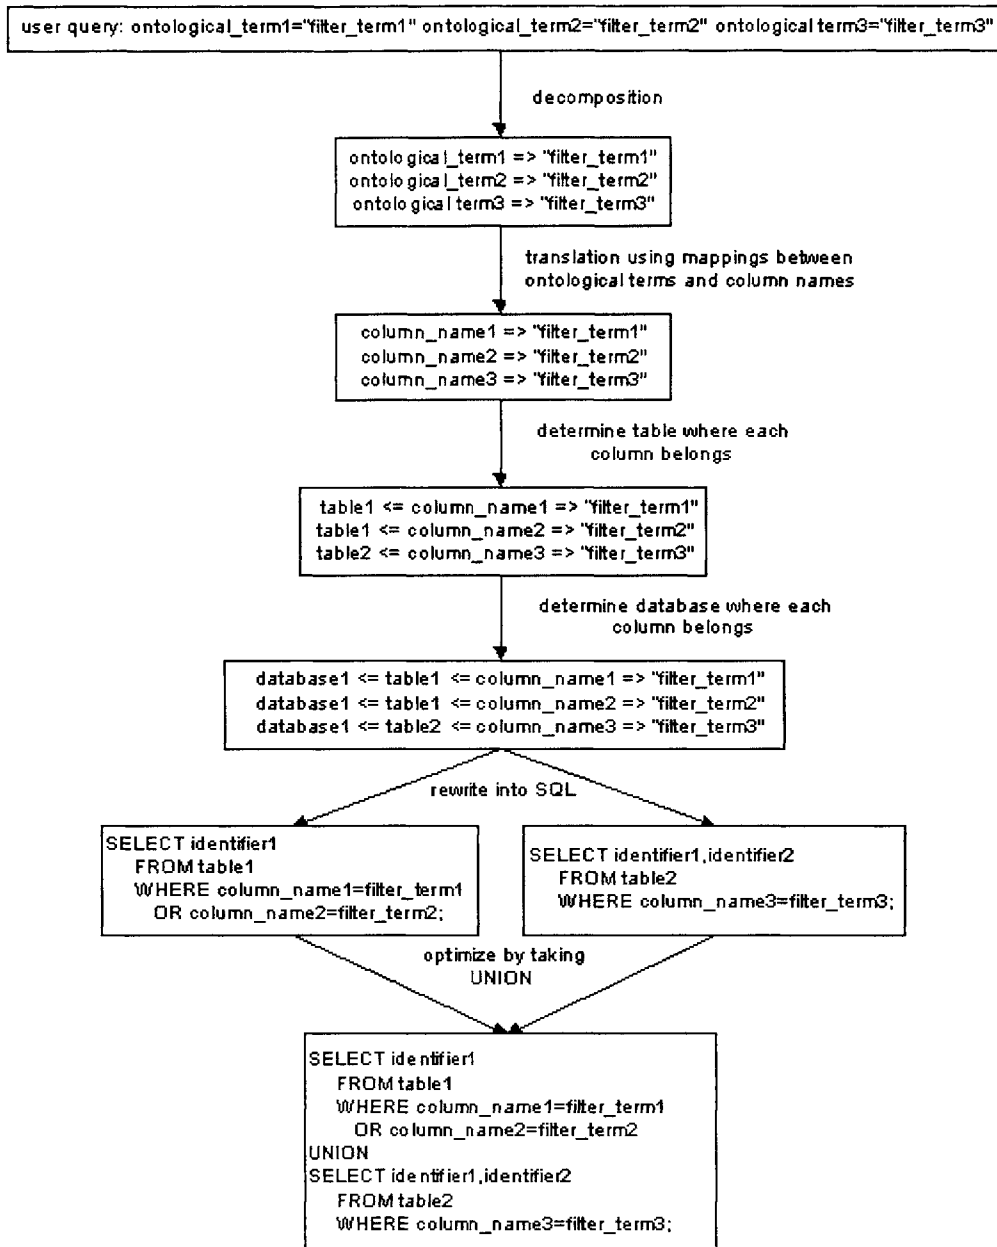 user query: ontological_term1="filter_term1" ontological_term2="filter_term2" ontological term3="filter_term3"
decomposition
ontological_term1 => "filter_term1"
ontological_term2 => "filter_term2"
ontological term3 => "filter_term3"
translation using mappings between
ontological terms and column names
column_name1 => "filter_term1"
column_name2 => "filter_term2"
column_name3 => "filter_term3"
determine table where each
column belongs
table1 <= column_name1 => "filter_term1"
table1 <= column_name2 => "filter_term2"
table2 <= column_name3 => "filter_term3"
determine database where each
column belongs
database1 <= table1 <= column_name1 => "filter_term1"
database1 <= table1 <= column_name2 => "filter_term2"
database1 <= table2 <= column_name3 => "filter_term3"
rewrite into SQL
SELECT identifier1
FROM table1
WHERE column_name1=filter_term1
OR column_name2=filter_term2;
SELECT identifier1,identifier2
FROM table2
WHERE column_name3=filter_term3;
optimize by taking
UNION
SELECT identifier1
FROM table1
WHERE column_name1=filter_term1
OR column_name2=filter_term2
UNION
SELECT identifier1,identifier2
FROM table2
WHERE column_name3=filter_term3;